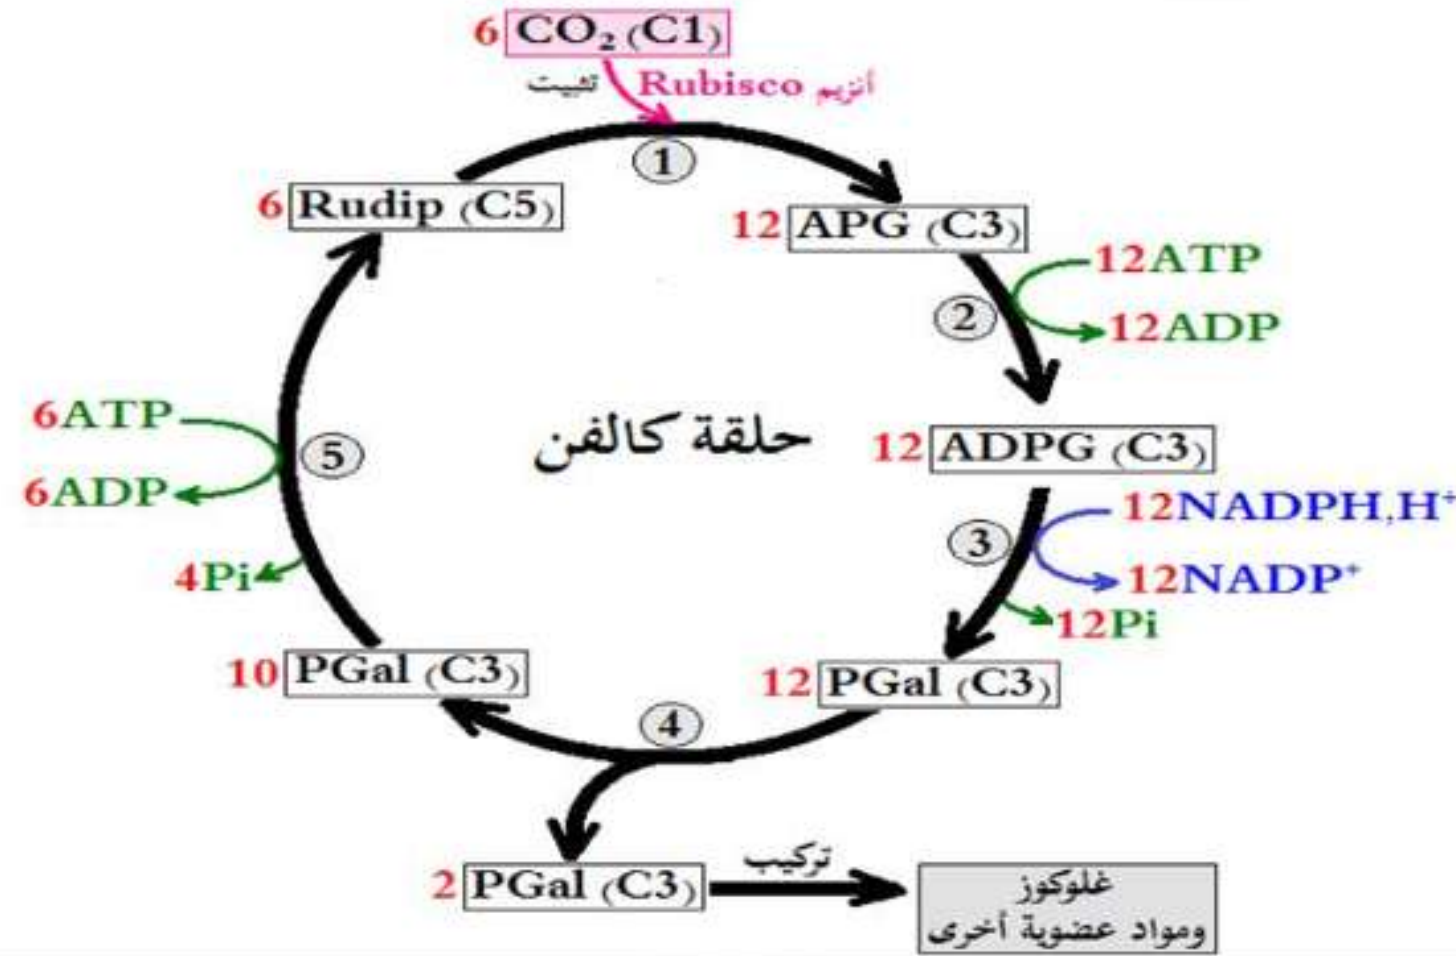 6 CO₂ (C1)
تثبيت
أنزيم Rubisco
1
6 Rudip (C5)
12 APG (C3)
12ATP
2
12ADP
حلقة كالفن
6ATP
5
6ADP
4Pi
12 ADPG (C3)
12NADPH,H⁺
3
12NADP⁺
12Pi
10 PGal (C3)
12 PGal (C3)
4
2 PGal (C3)
تركيب
غلوكوز
ومواد عضوية أخرى